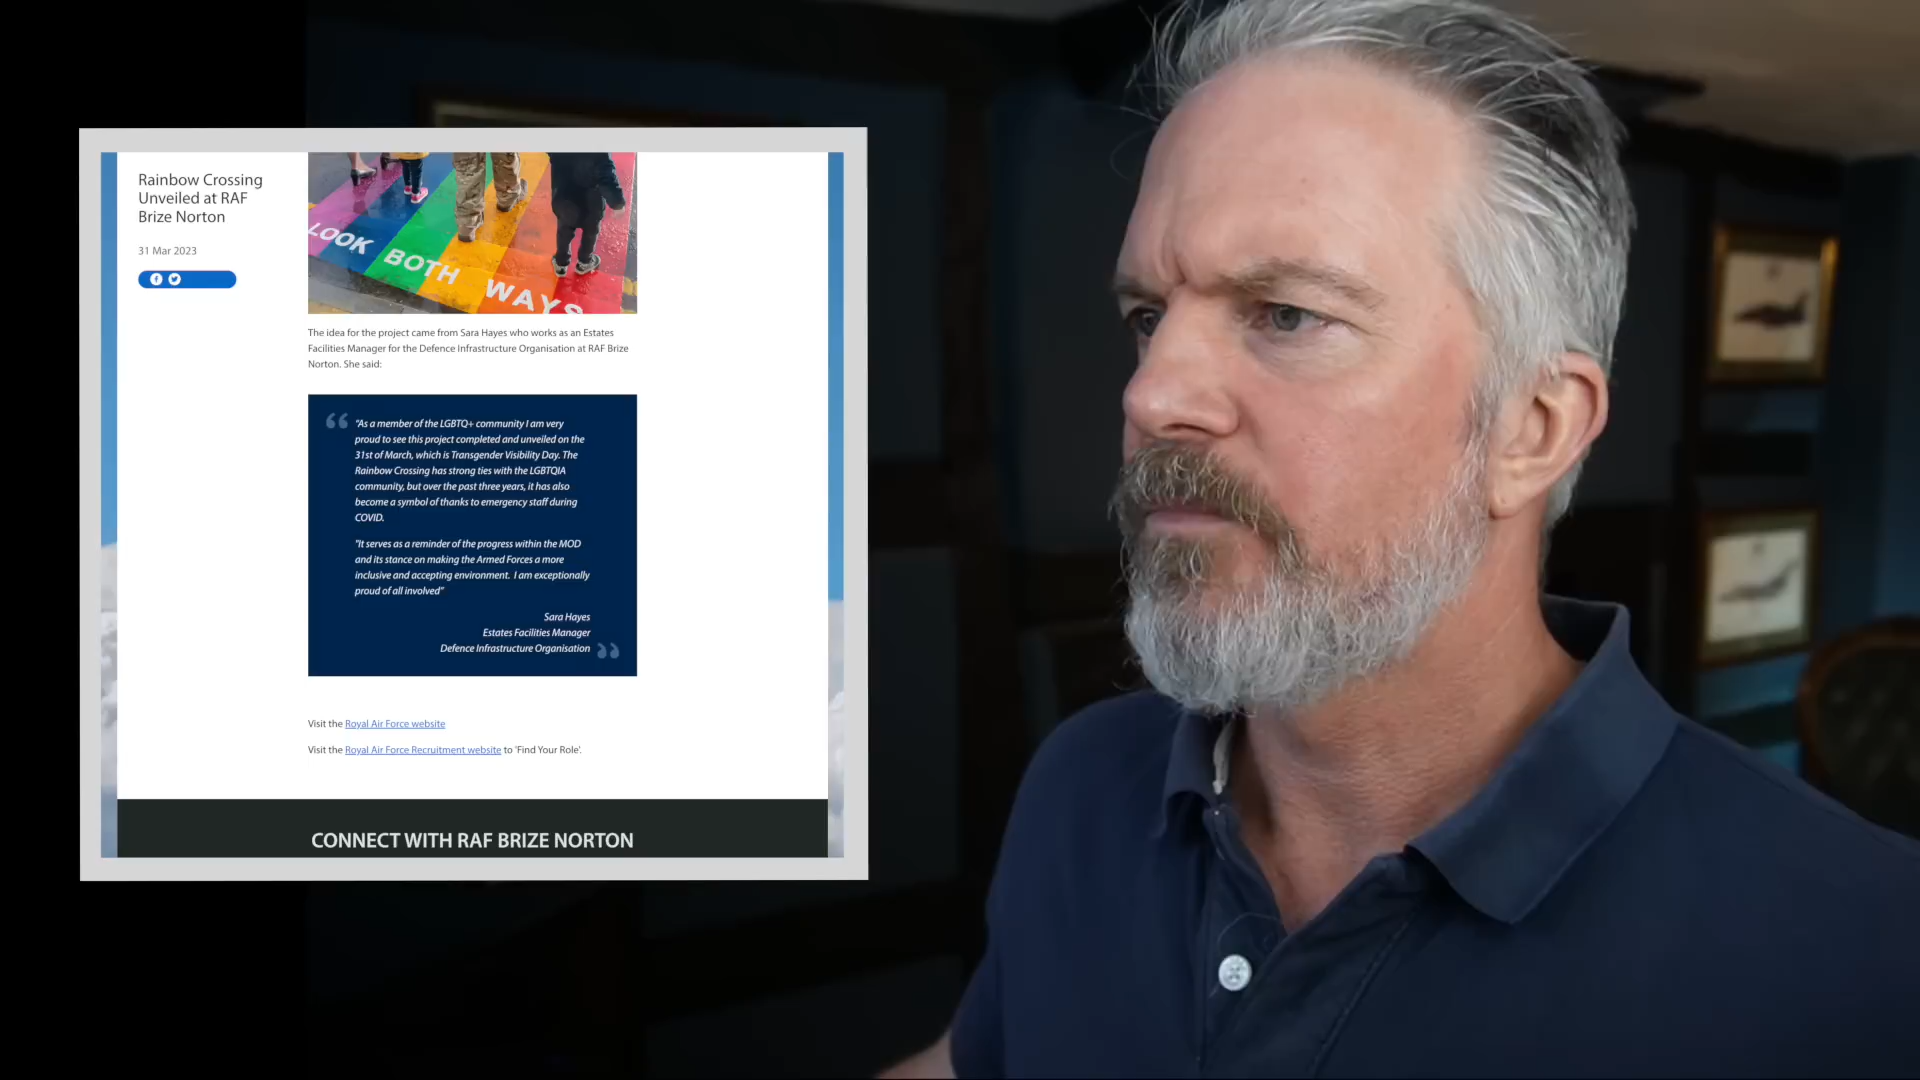 Rainbow Crossing
Unveiled at RAF
Brize Norton
31 Mar 2023
LOOK BOTH WAYS
The idea for the project came from Sara Hayes who works as an Estates
Facilities Manager for the Defence Infrastructure Organisation at RAF Brize
Norton. She said:
"As a member of the LGBTQ+ community I am very
proud to see this project completed and unveiled on the
31st of March, which is Transgender Visibility Day. The
Rainbow Crossing has strong ties with the LGBTQIA
community, but over the past three years, it has also
become a symbol of thanks to emergency staff during
COVID.
"It serves as a reminder of the progress within the MOD
and its stance on making the Armed Forces a more
inclusive and accepting environment. I am exceptionally
proud of all involved"
Sara Hayes
Estates Facilities Manager
Defence Infrastructure Organisation
Visit the Royal Air Force website
Visit the Royal Air Force Recruitment website to 'Find Your Role'.
CONNECT WITH RAF BRIZE NORTON